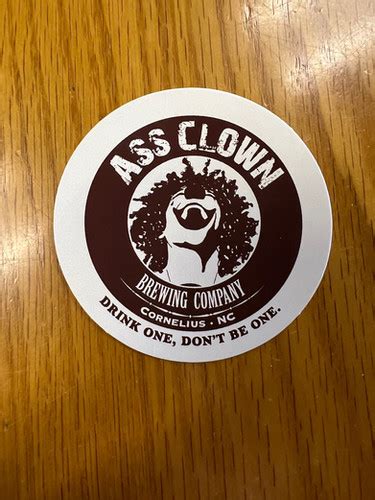 ASS CLOWN
BREWING COMPANY
CORNELIUS · NC
DRINK ONE, DON'T BE ONE.